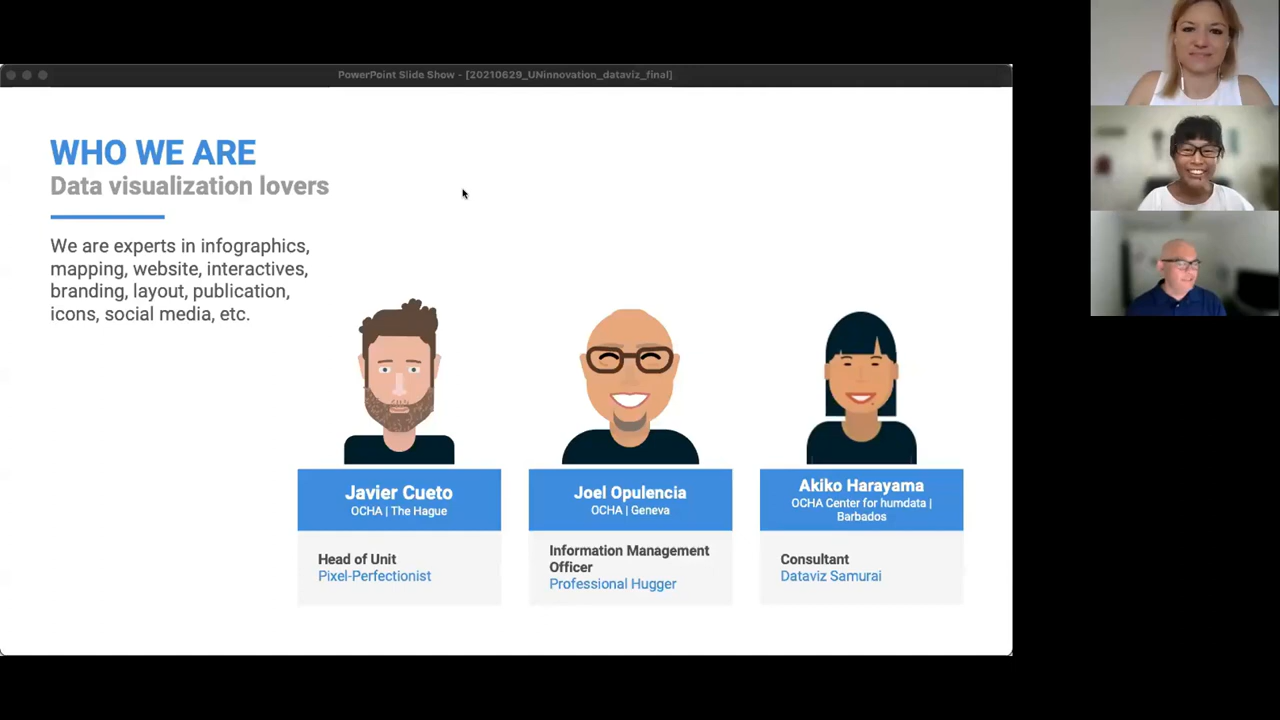 PowerPoint Slide Show - [20210629_UNinnovation_dataviz_final]
WHO WE ARE
Data visualization lovers
We are experts in infographics,
mapping, website, interactives,
branding, layout, publication,
icons, social media, etc.
Javier Cueto
OCHA | The Hague
Head of Unit
Pixel-Perfectionist
Joel Opulencia
OCHA | Geneva
Information Management
Officer
Professional Hugger
Akiko Harayama
OCHA Center for humdata |
Barbados
Consultant
Dataviz Samurai